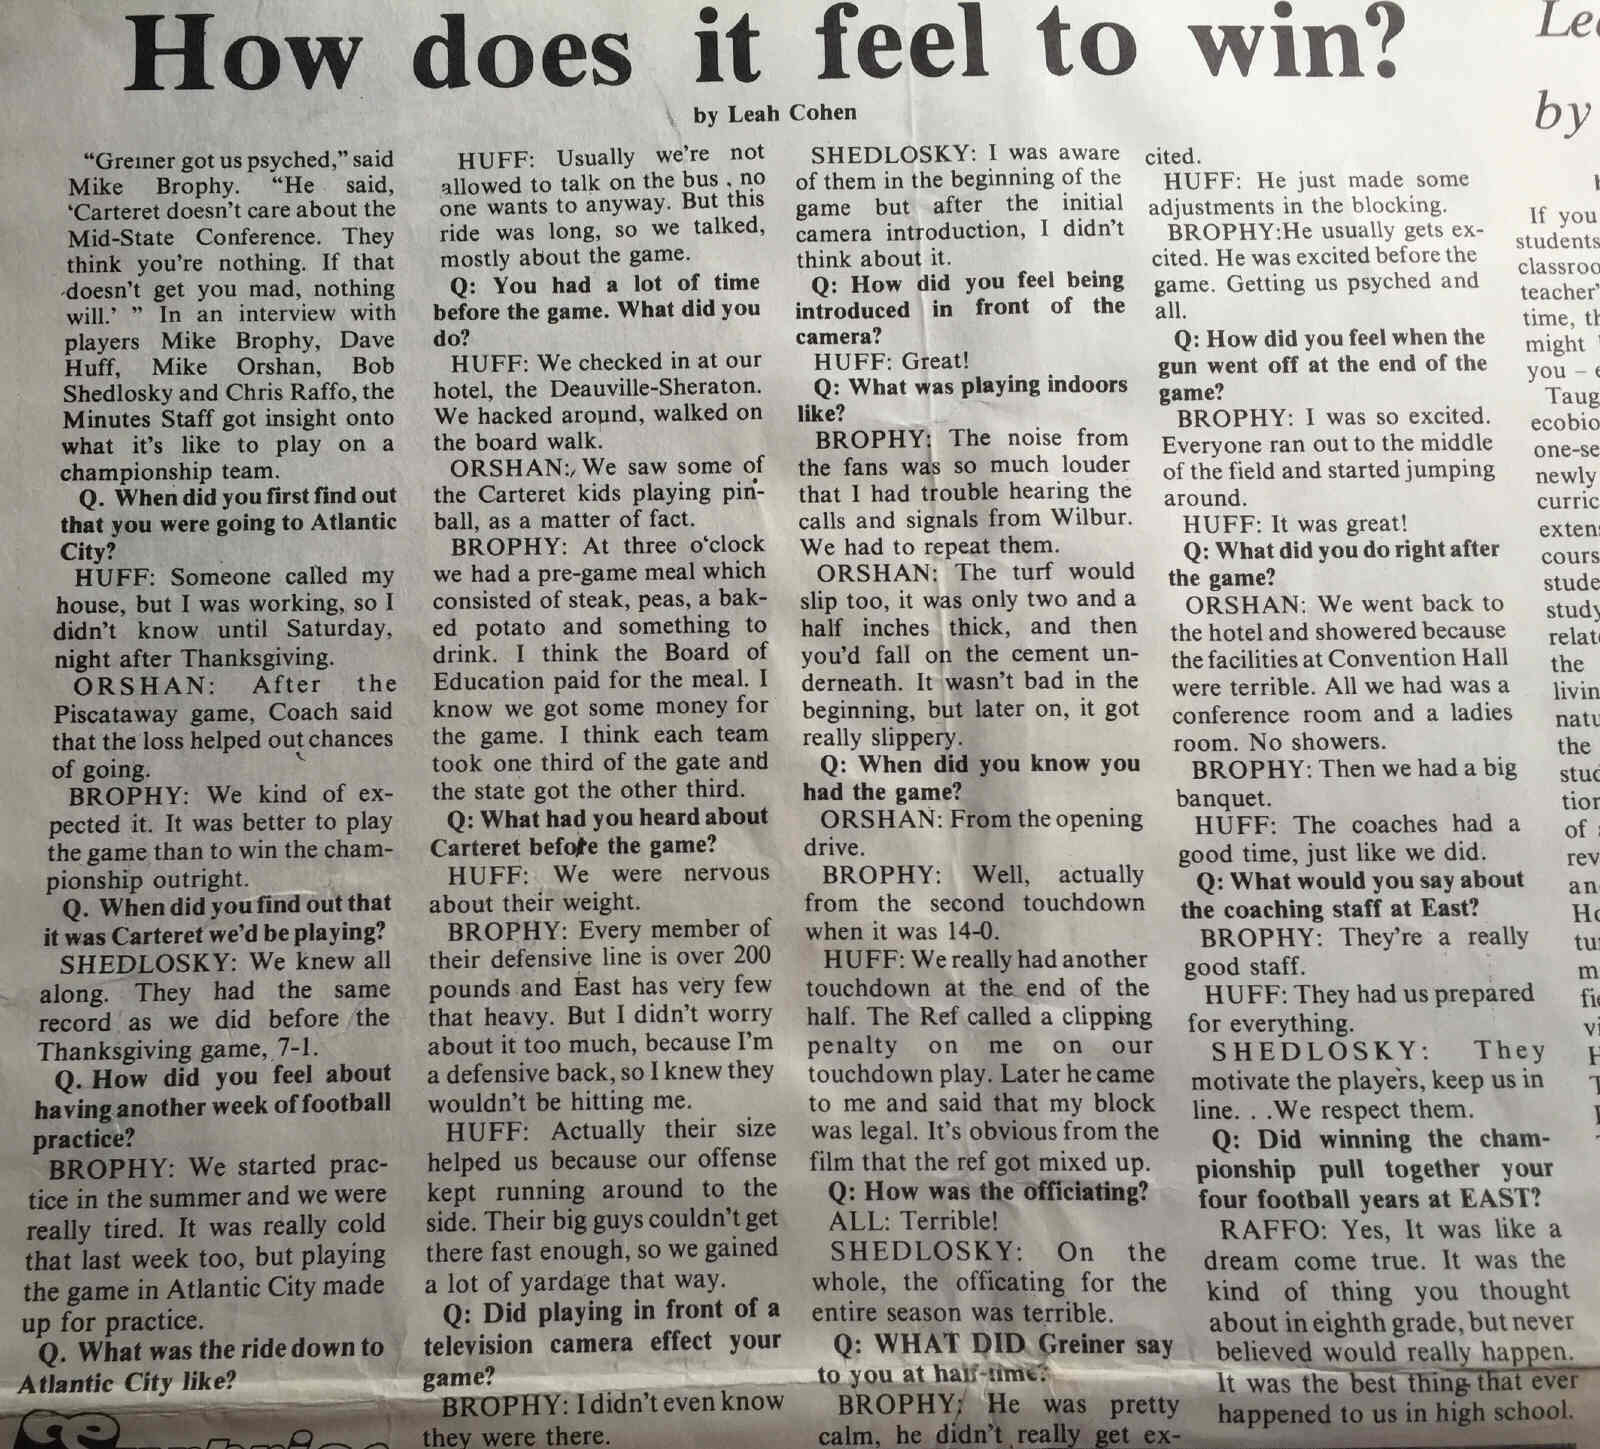 How does it feel to win?
by Leah Cohen
"Greiner got us psyched," said
Mike Brophy. "He said,
'Carteret doesn't care about the
Mid-State Conference. They
think you're nothing. If that
doesn't get you mad, nothing
will.' " In an interview with
players Mike Brophy, Dave
Huff, Mike Orshan, Bob
Shedlosky and Chris Raffo, the
Minutes Staff got insight onto
what it's like to play on a
championship team.
Q. When did you first find out
that you were going to Atlantic
City?
HUFF: Someone called my
house, but I was working, so I
didn't know until Saturday,
night after Thanksgiving.
ORSHAN: After the
Piscataway game, Coach said
that the loss helped out chances
of going.
BROPHY: We kind of ex-
pected it. It was better to play
the game than to win the cham-
pionship outright.
Q. When did you find out that
it was Carteret we'd be playing?
SHEDLOSKY: We knew all
along. They had the same
record as we did before the
Thanksgiving game, 7-1.
Q. How did you feel about
having another week of football
practice?
BROPHY: We started prac-
tice in the summer and we were
really tired. It was really cold
that last week too, but playing
the game in Atlantic City made
up for practice.
Q. What was the ride down to
Atlantic City like?
HUFF: Usually we're not
allowed to talk on the bus , no
one wants to anyway. But this
ride was long, so we talked,
mostly about the game.
Q: You had a lot of time
before the game. What did you
do?
HUFF: We checked in at our
hotel, the Deauville-Sheraton.
We hacked around, walked on
the board walk.
ORSHAN: We saw some of
the Carteret kids playing pin-
ball, as a matter of fact.
BROPHY: At three o'clock
we had a pre-game meal which
consisted of steak, peas, a bak-
ed potato and something to
drink. I think the Board of
Education paid for the meal. I
know we got some money for
the game. I think each team
took one third of the gate and
the state got the other third.
Q: What had you heard about
Carteret before the game?
HUFF: We were nervous
about their weight.
BROPHY: Every member of
their defensive line is over 200
pounds and East has very few
that heavy. But I didn't worry
about it too much, because I'm
a defensive back, so I knew they
wouldn't be hitting me.
HUFF: Actually their size
helped us because our offense
kept running around to the
side. Their big guys couldn't get
there fast enough, so we gained
a lot of yardage that way.
Q: Did playing in front of a
television camera effect your
game?
BROPHY: I didn't even know
they were there.
SHEDLOSKY: I was aware
of them in the beginning of the
game but after the initial
camera introduction, I didn't
think about it.
Q: How did you feel being
introduced in front of the
camera?
HUFF: Great!
Q: What was playing indoors
like?
BROPHY: The noise from
the fans was so much louder
that I had trouble hearing the
calls and signals from Wilbur.
We had to repeat them.
ORSHAN: The turf would
slip too, it was only two and a
half inches thick, and then
you'd fall on the cement un-
derneath. It wasn't bad in the
beginning, but later on, it got
really slippery.
Q: When did you know you
had the game?
ORSHAN: From the opening
drive.
BROPHY: Well, actually
from the second touchdown
when it was 14-0.
HUFF: We really had another
touchdown at the end of the
half. The Ref called a clipping
penalty on me on our
touchdown play. Later he came
to me and said that my block
was legal. It's obvious from the
film that the ref got mixed up.
Q: How was the officiating?
ALL: Terrible!
SHEDLOSKY: On the
whole, the officating for the
entire season was terrible.
Q: WHAT DID Greiner say
to you at half-time?
BROPHY: He was pretty
calm, he didn't really get ex-
cited.
HUFF: He just made some
adjustments in the blocking.
BROPHY:He usually gets ex-
cited. He was excited before the
game. Getting us psyched and
all.
Q: How did you feel when the
gun went off at the end of the
game?
BROPHY: I was so excited.
Everyone ran out to the middle
of the field and started jumping
around.
HUFF: It was great!
Q: What did you do right after
the game?
ORSHAN: We went back to
the hotel and showered because
the facilities at Convention Hall
were terrible. All we had was a
conference room and a ladies
room. No showers.
BROPHY: Then we had a big
banquet.
HUFF: The coaches had a
good time, just like we did.
Q: What would you say about
the coaching staff at East?
BROPHY: They're a really
good staff.
HUFF: They had us prepared
for everything.
SHEDLOSKY: They
motivate the players, keep us in
line. . .We respect them.
Q: Did winning the cham-
pionship pull together your
four football years at EAST?
RAFFO: Yes, It was like a
dream come true. It was the
kind of thing you thought
about in eighth grade, but never
believed would really happen.
It was the best thing that ever
happened to us in high school.
by
If you
students
time,
might
you –
one-se
newly
study
the
the
of